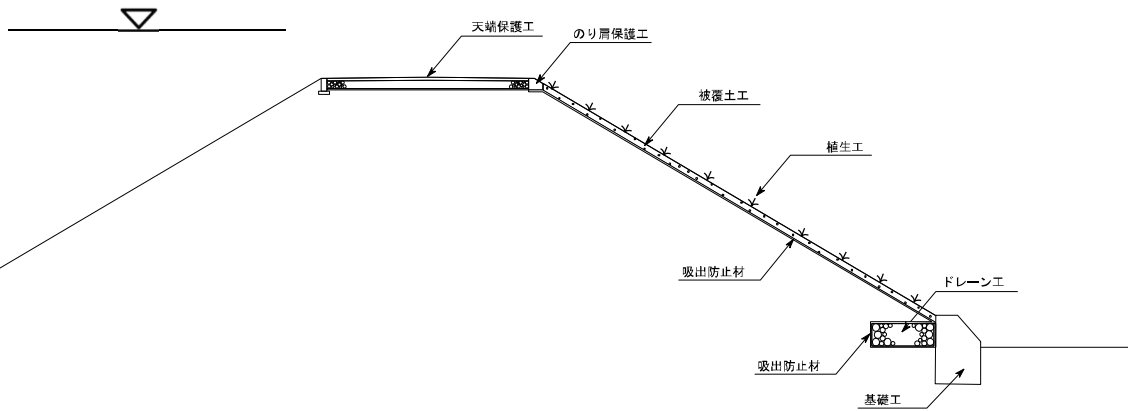 天端保護工
のり肩保護工
被覆土工
植生工
吸出防止材
ドレーン工
吸出防止材
基礎工